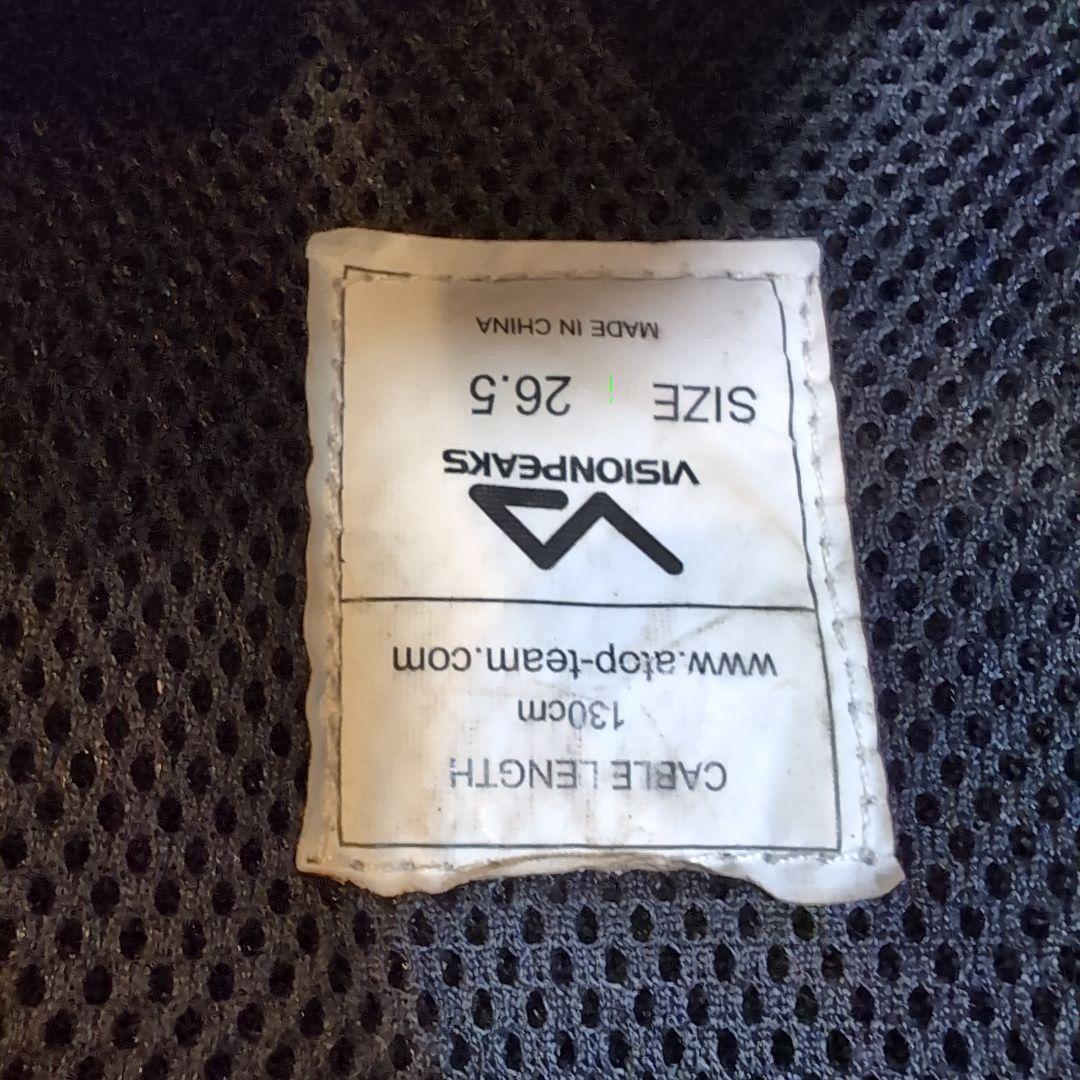 CABLE LENGTH
130cm
www.atop-team.com
VISIONPEAKS
SIZE 26.5
MADE IN CHINA